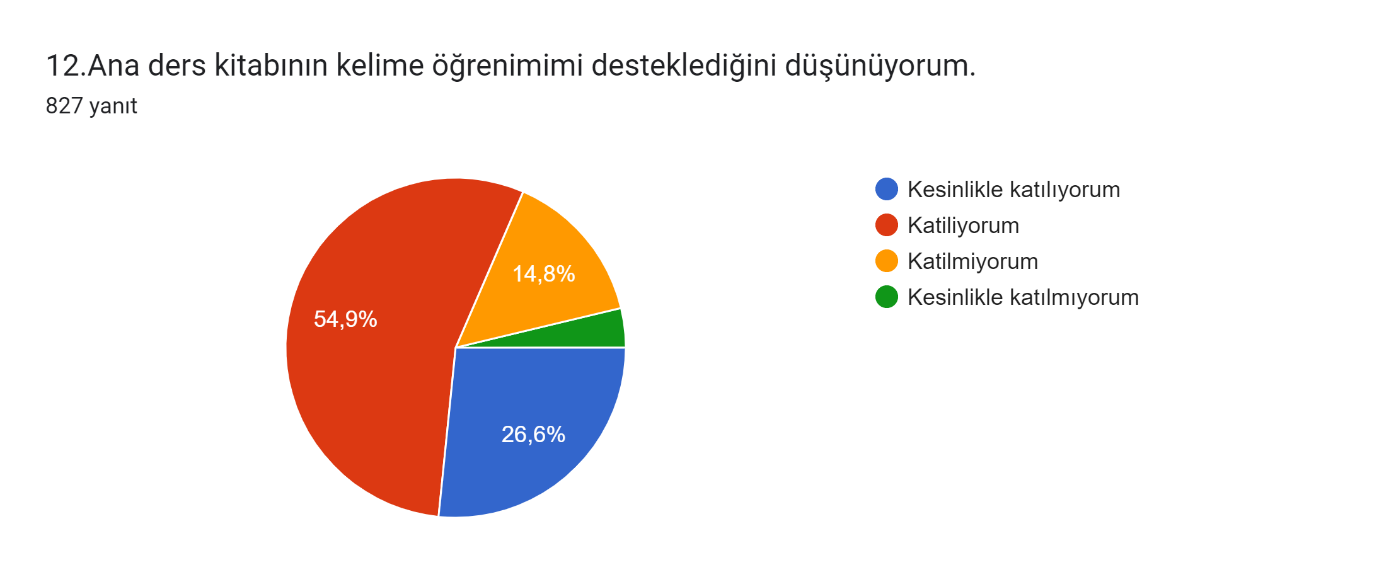 12.Ana ders kitabının kelime öğrenimimi desteklediğini düşünüyorum.
827 yanıt
Kesinlikle katılıyorum
Katiliyorum
Katilmiyorum
Kesinlikle katılmıyorum
14,8%
54,9%
26,6%